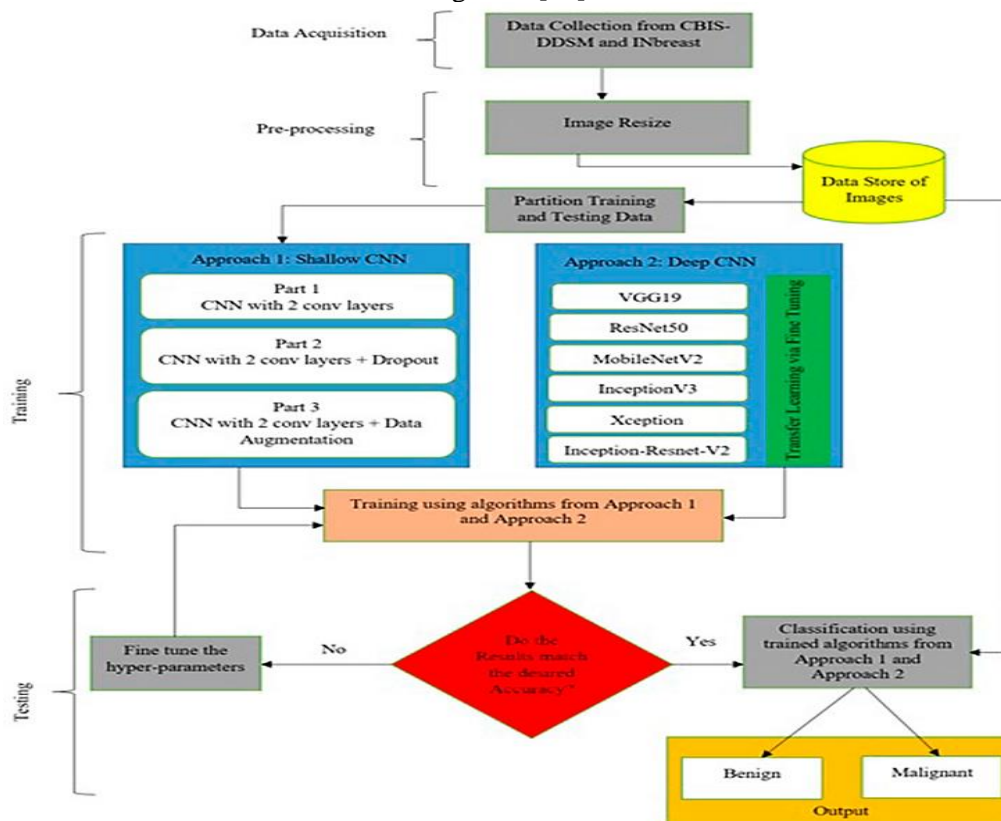 Data Acquisition
Data Collection from CBIS-
DDSM and INbreast
Pre-processing
Image Resize
Data Store of
Images
Partition Training
and Testing Data
Training
Approach 1: Shallow CNN
Part 1
CNN with 2 conv layers
Part 2
CNN with 2 conv layers + Dropout
Part 3
CNN with 2 conv layers + Data
Augmentation
Approach 2: Deep CNN
VGG19
ResNet50
MobileNetV2
InceptionV3
Xception
Inception-Resnet-V2
Transfer Learning via Fine Tuning
Training using algorithms from Approach 1
and Approach 2
Testing
Fine tune the
hyper-parameters
No
Do the
Results match
the desired
Accuracy?
Yes
Classification using
trained algorithms from
Approach 1 and
Approach 2
Benign
Malignant
Output